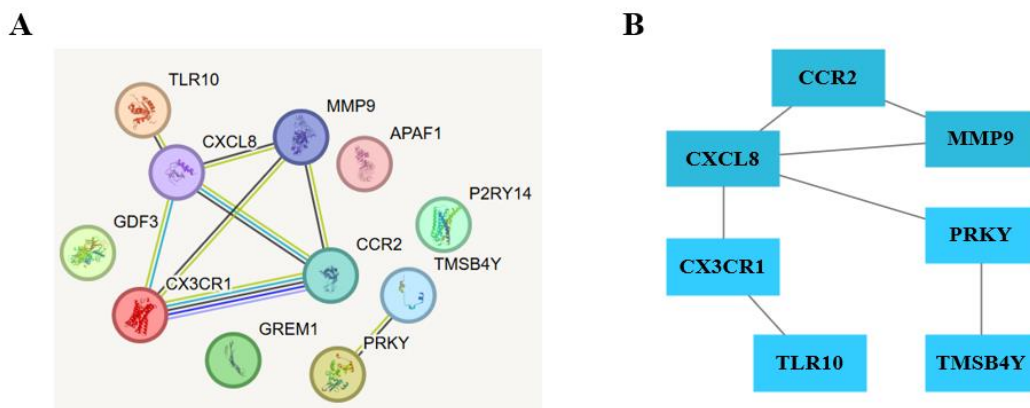 A
TLR10
MMP9
CXCL8
APAF1
P2RY14
GDF3
CCR2
TMSB4Y
CX3CR1
GREM1
PRKY
B
CCR2
MMP9
CXCL8
PRKY
CX3CR1
TLR10
TMSB4Y